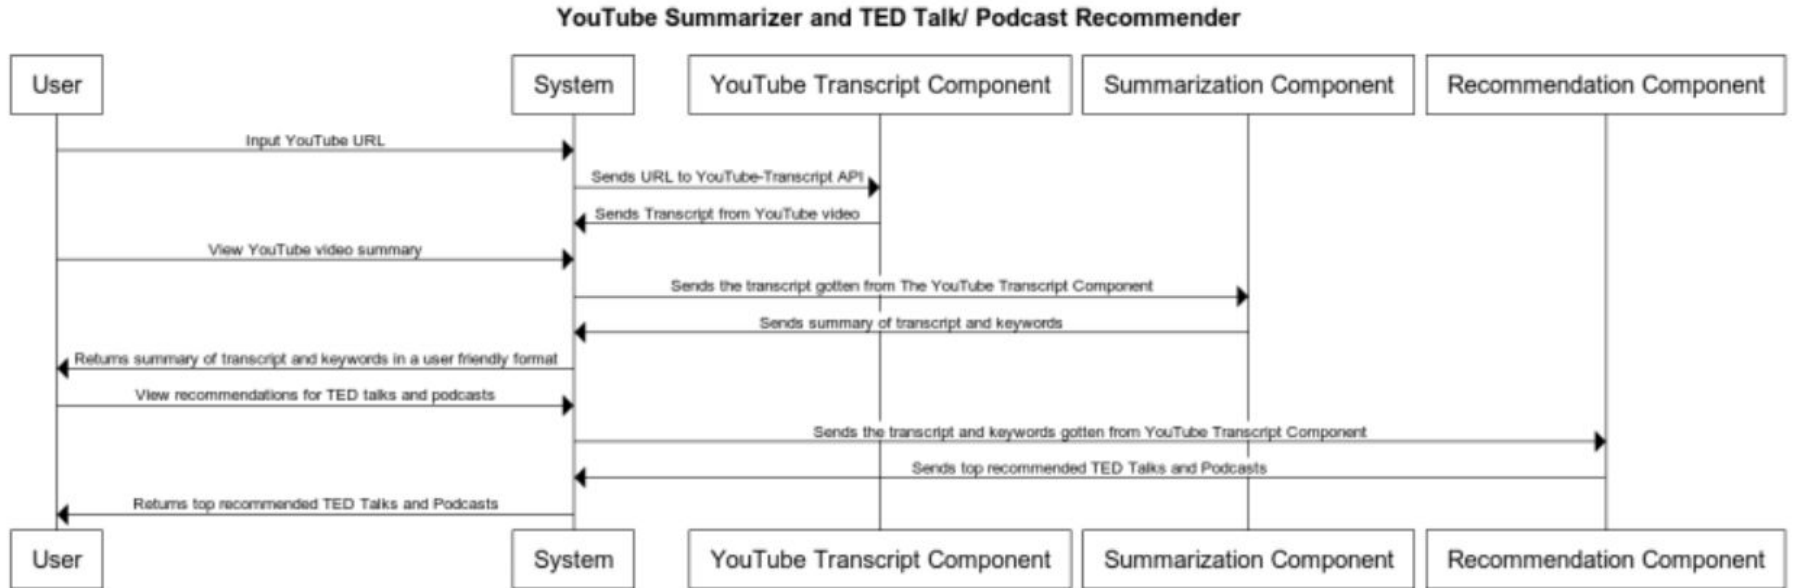 YouTube Summarizer and TED Talk/ Podcast Recommender
User System YouTube Transcript Component Summarization Component Recommendation Component
Input YouTube URL
Sends URL to YouTube-Transcript API
Sends Transcript from YouTube video
View YouTube video summary
Sends the transcript gotten from The YouTube Transcript Component
Sends summary of transcript and keywords
Returns summary of transcript and keywords in a user friendly format
View recommendations for TED talks and podcasts
Sends the transcript and keywords gotten from YouTube Transcript Component
Sends top recommended TED Talks and Podcasts
Returns top recommended TED Talks and Podcasts
User System YouTube Transcript Component Summarization Component Recommendation Component